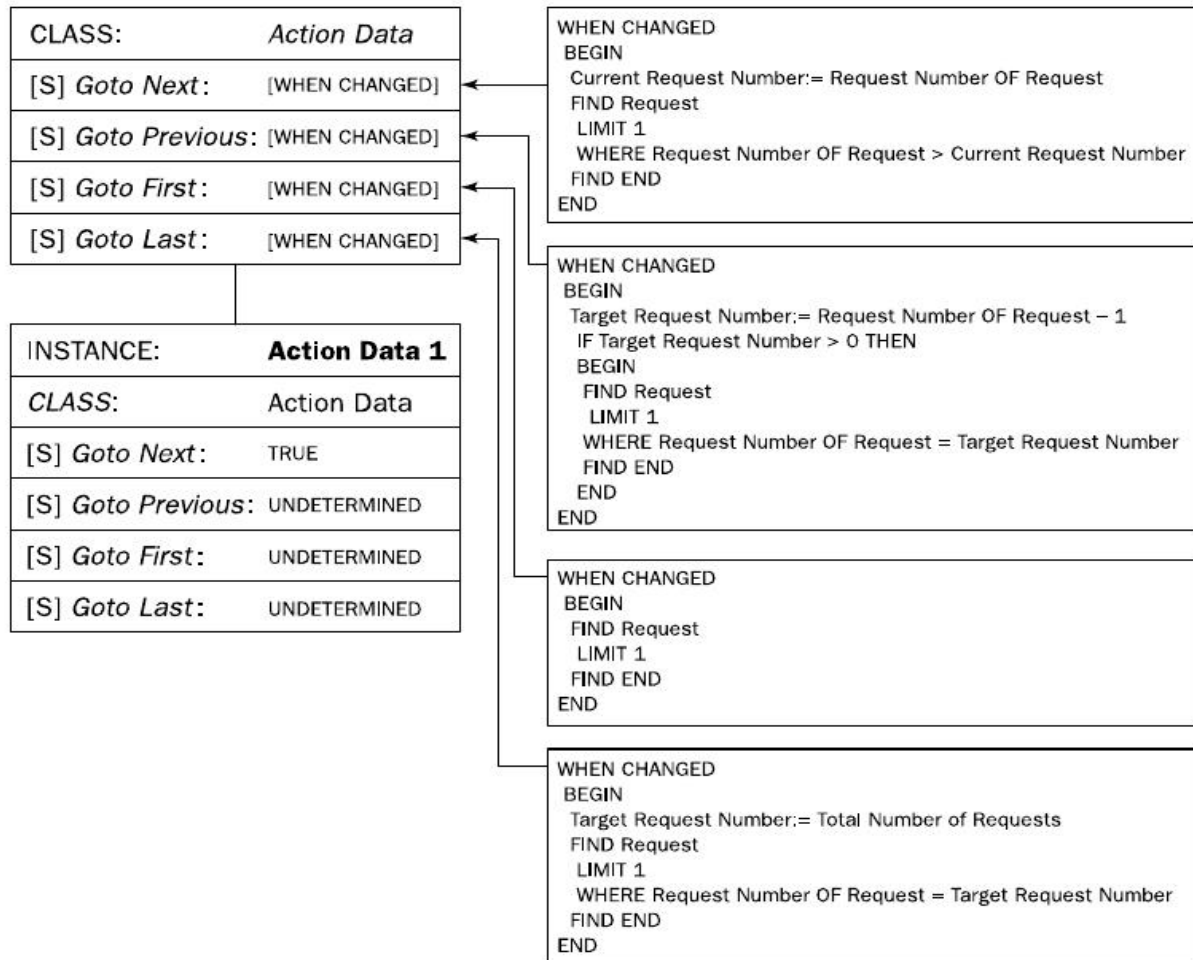 CLASS: Action Data
[S] Goto Next: [WHEN CHANGED]
[S] Goto Previous: [WHEN CHANGED]
[S] Goto First: [WHEN CHANGED]
[S] Goto Last: [WHEN CHANGED]
INSTANCE: Action Data 1
CLASS: Action Data
[S] Goto Next: TRUE
[S] Goto Previous: UNDETERMINED
[S] Goto First: UNDETERMINED
[S] Goto Last: UNDETERMINED
WHEN CHANGED
BEGIN
Current Request Number:= Request Number OF Request
FIND Request
LIMIT 1
WHERE Request Number OF Request > Current Request Number
FIND END
END
WHEN CHANGED
BEGIN
Target Request Number:= Request Number OF Request – 1
IF Target Request Number > 0 THEN
BEGIN
FIND Request
LIMIT 1
WHERE Request Number OF Request = Target Request Number
FIND END
END
END
WHEN CHANGED
BEGIN
FIND Request
LIMIT 1
FIND END
END
WHEN CHANGED
BEGIN
Target Request Number:= Total Number of Requests
FIND Request
LIMIT 1
WHERE Request Number OF Request = Target Request Number
FIND END
END